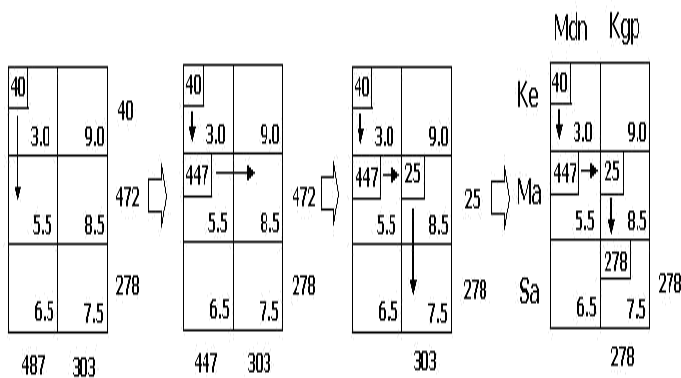 Mdn Kgp
40 40 40 Ke 40
40
3.0 9.0 3.0 9.0 3.0 9.0 3.0 9.0
447 447 25 Ma 447 25
472 472 25
5.5 8.5 5.5 8.5 5.5 8.5 5.5 8.5
278
278 278 278 Sa 278
6.5 7.5 6.5 7.5 6.5 7.5 6.5 7.5
487 303 447 303 303 278